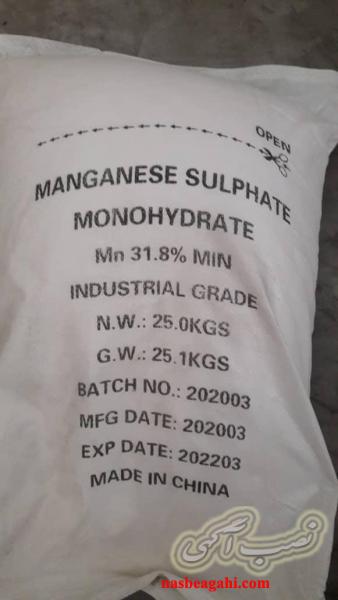 OPEN
MANGANESE SULPHATE
MONOHYDRATE
Mn 31.8% MIN
INDUSTRIAL GRADE
N.W.: 25.0KGS
G.W.: 25.1KGS
BATCH NO.: 202003
MFG DATE: 202003
EXP DATE: 202203
MADE IN CHINA
نصب آگهی
nasbeagahi.com